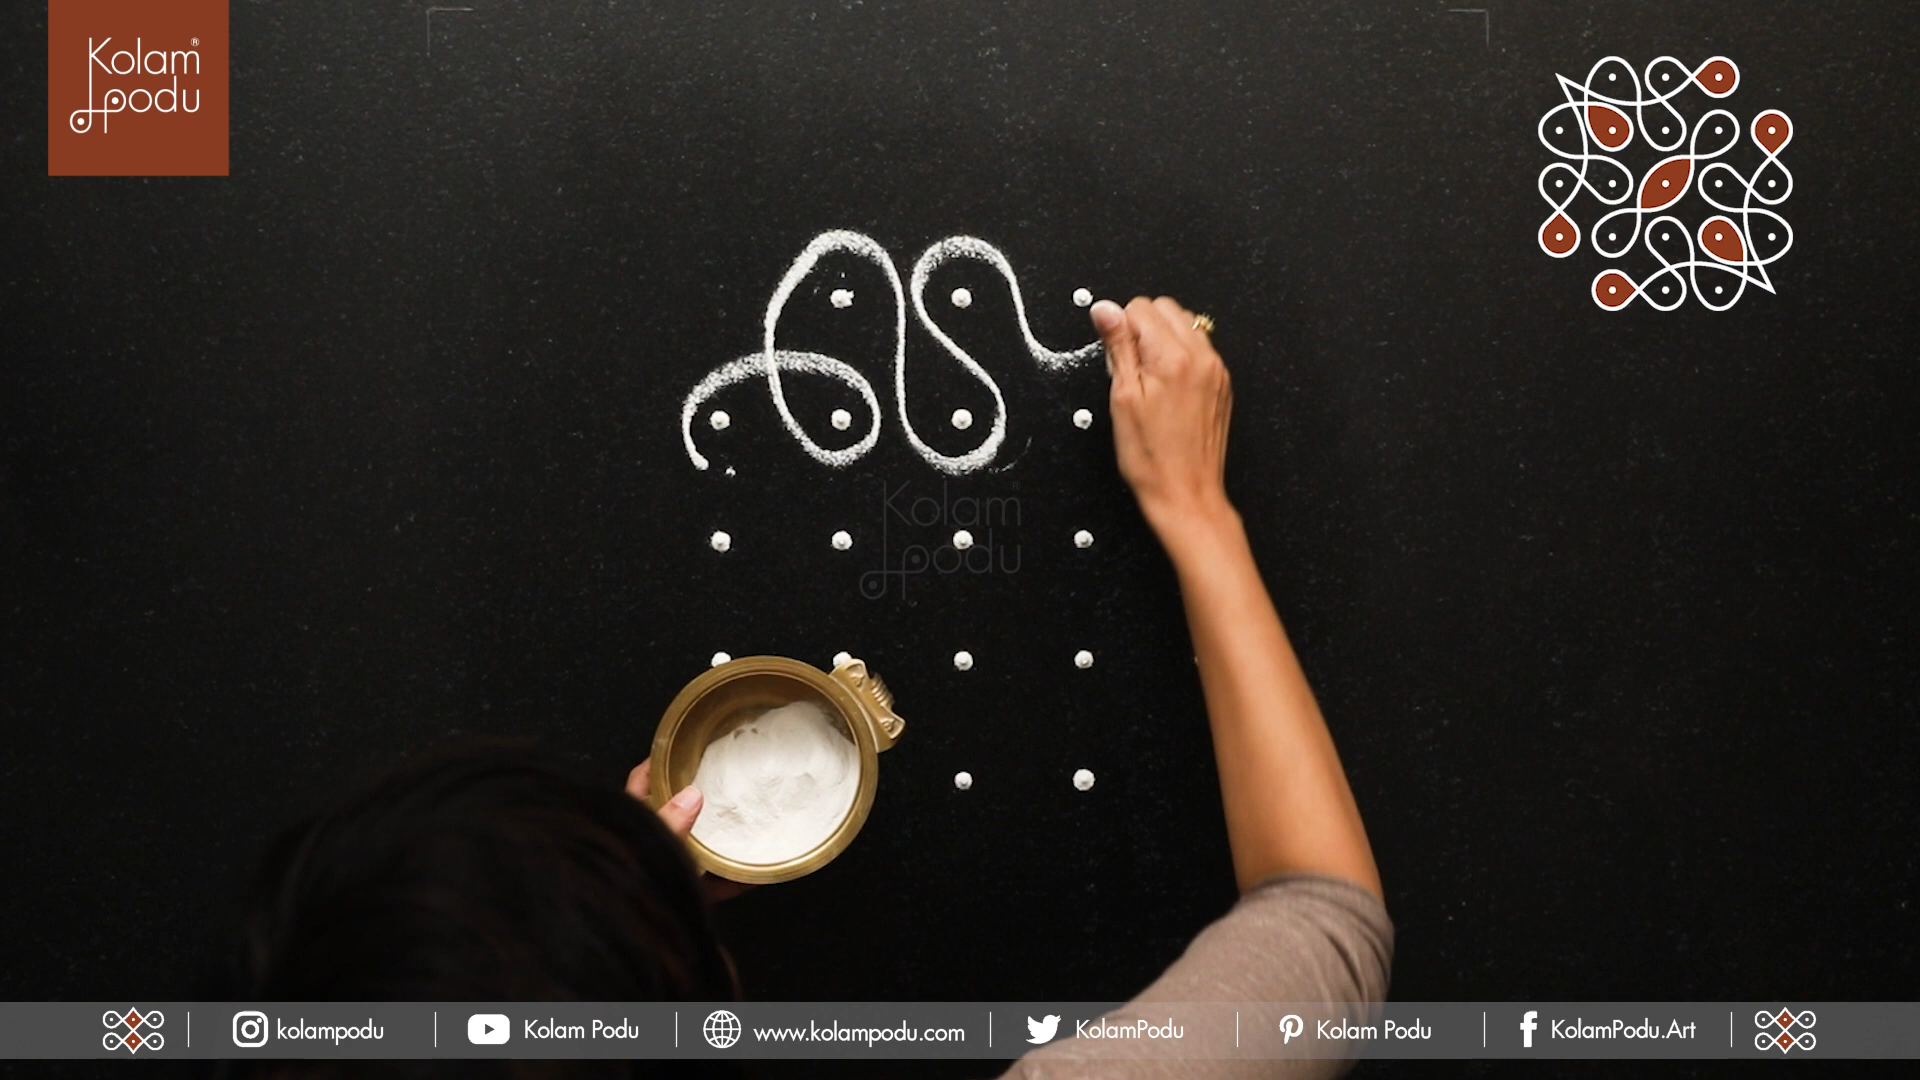 Kolam®
podu
Kolam®
podu
kolampodu
Kolam Podu
www.kolampodu.com
KolamPodu
Kolam Podu
KolamPodu.Art